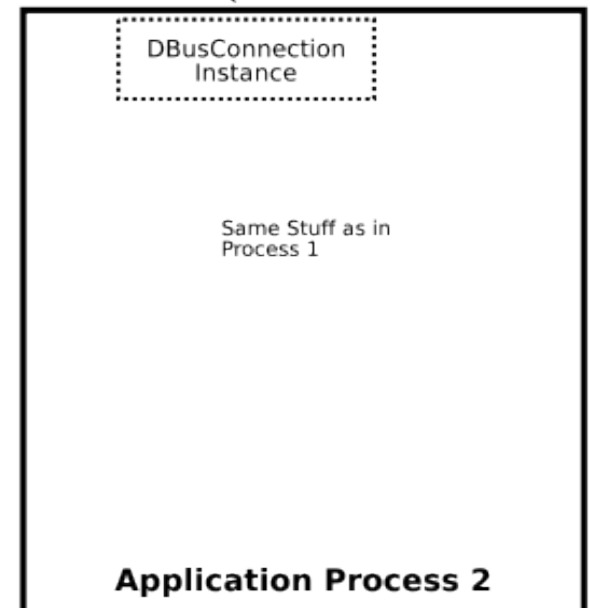 DBusConnection
Instance
Same Stuff as in
Process 1
Application Process 2